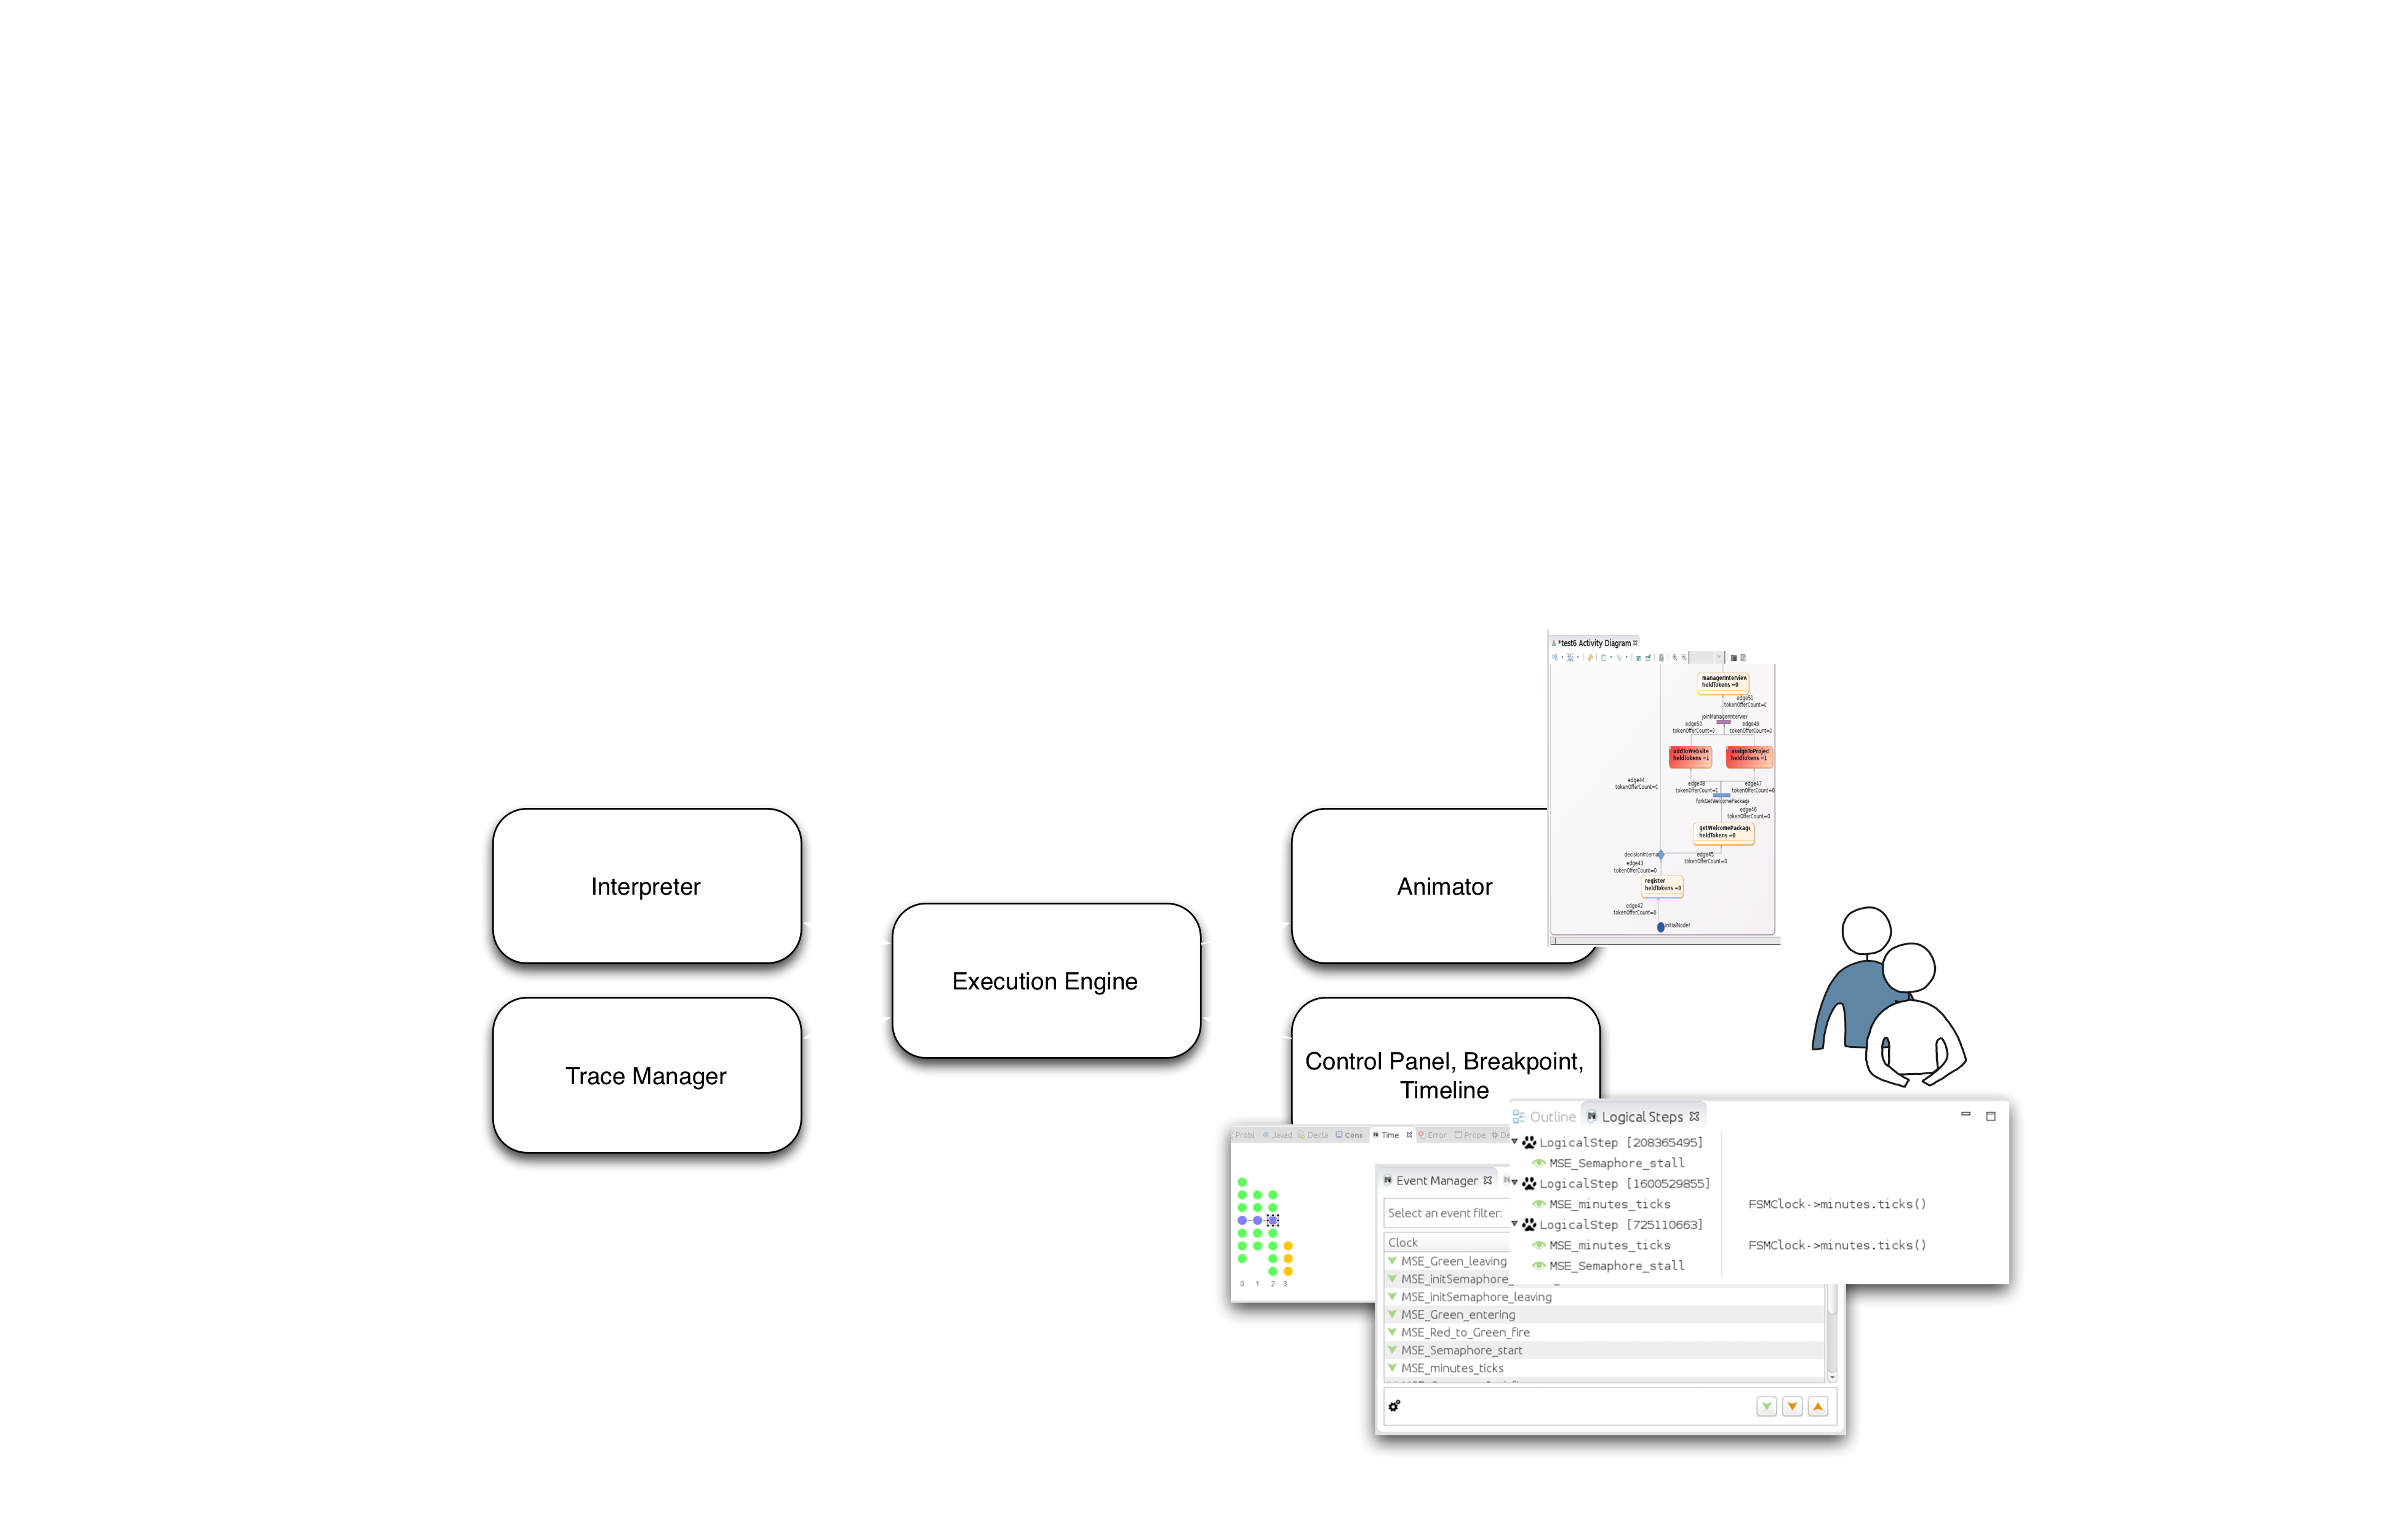 *test6 Activity Diagram
managerInterview
heldTokens =0
edge51
tokenOfferCount=0
joinManagerInterview
edge50
tokenOfferCount=1
edge49
tokenOfferCount=1
addToWebsite
heldTokens =1
assignToProject
heldTokens =1
edge44
tokenOfferCount=0
edge48
tokenOfferCount=0
edge47
tokenOfferCount=0
forkGetWelcomePackage
edge46
tokenOfferCount=0
getWelcomePackage
heldTokens =0
decisionInterna
edge45
tokenOfferCount=0
edge43
tokenOfferCount=0
register
heldTokens =0
edge42
tokenOfferCount=0
initialNode
Interpreter
Animator
Execution Engine
Trace Manager
Control Panel, Breakpoint,
Timeline
Probl Javad Decla Cons Time Error Prope De
0 1 2 3
Outline Logical Steps
LogicalStep [208365495]
MSE_Semaphore_stall
LogicalStep [1600529855]
MSE_minutes_ticks FSMClock->minutes.ticks()
LogicalStep [725110663]
MSE_minutes_ticks FSMClock->minutes.ticks()
MSE_Semaphore_stall
Event Manager
Select an event filter:
Clock
MSE_Green_leaving
MSE_initSemaphore_
MSE_initSemaphore_leaving
MSE_Green_entering
MSE_Red_to_Green_fire
MSE_Semaphore_start
MSE_minutes_ticks